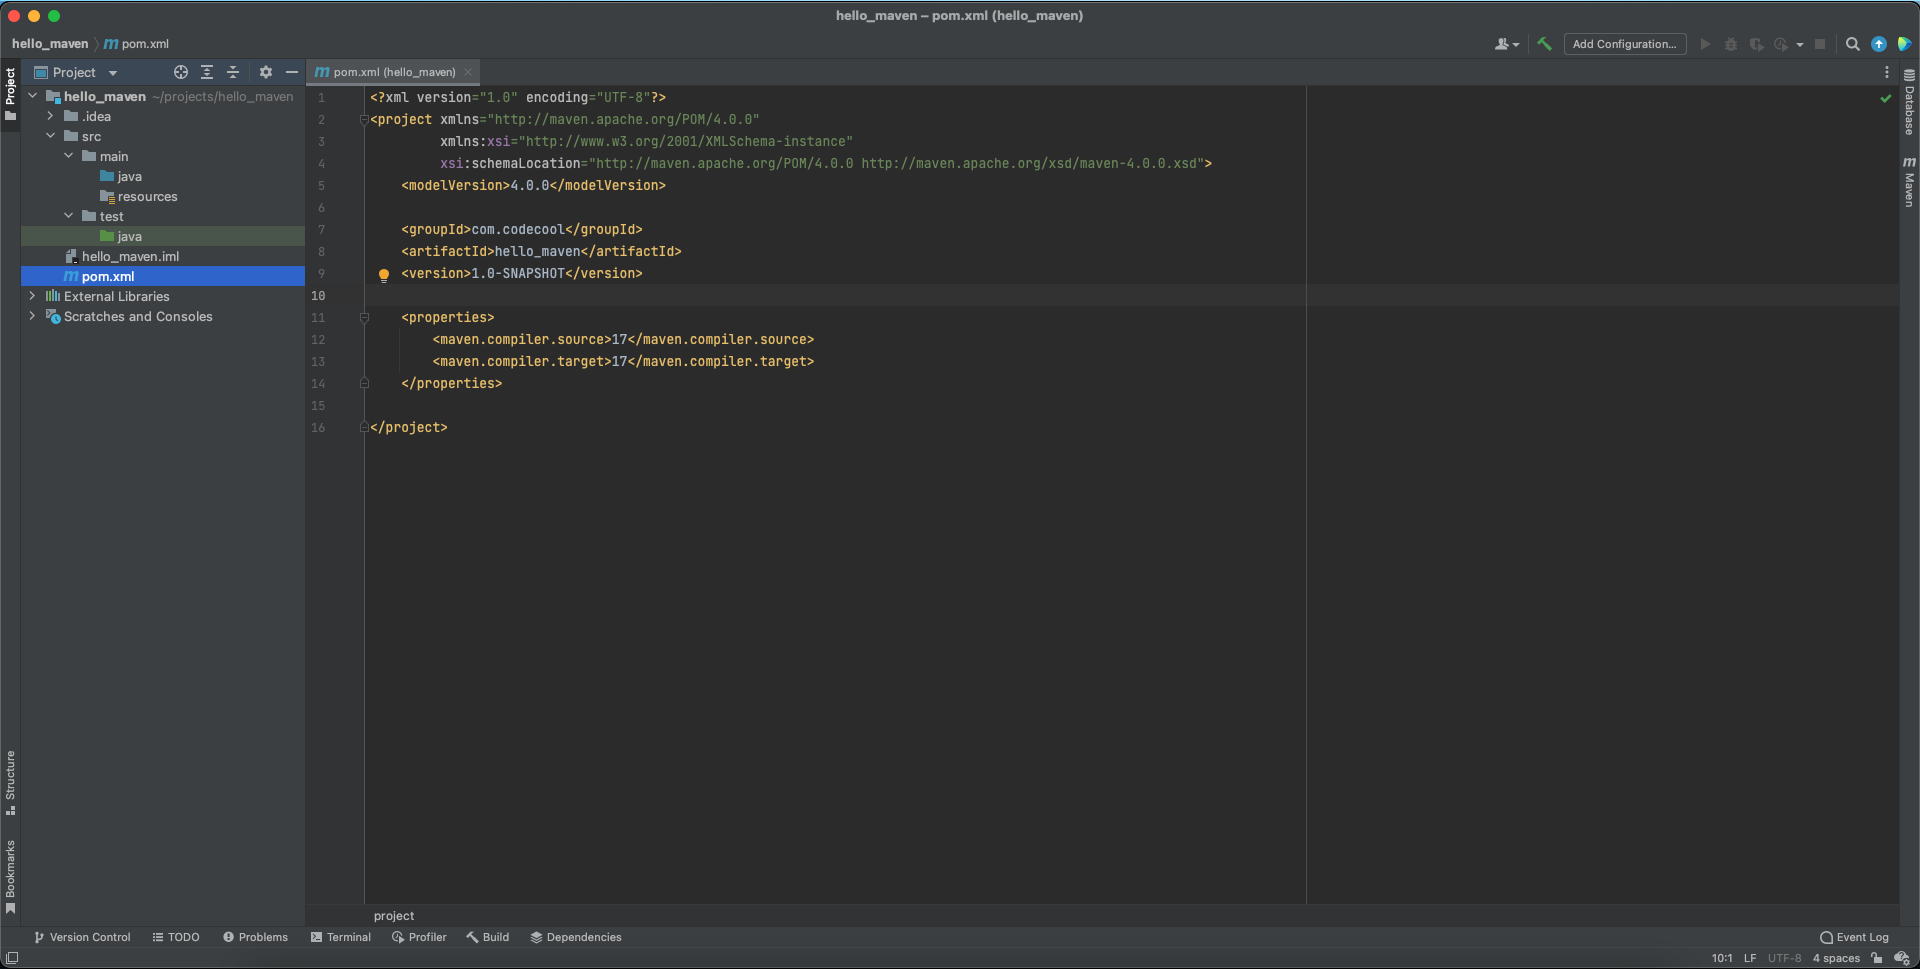 hello_maven – pom.xml (hello_maven)
hello_maven
m pom.xml
Add Configuration...
Project
Project
m pom.xml (hello_maven)
hello_maven ~/projects/hello_maven
.idea
src
main
java
resources
test
java
hello_maven.iml
m pom.xml
External Libraries
Scratches and Consoles
1 <?xml version="1.0" encoding="UTF-8"?>
2 <project xmlns="http://maven.apache.org/POM/4.0.0"
3 xmlns:xsi="http://www.w3.org/2001/XMLSchema-instance"
4 xsi:schemaLocation="http://maven.apache.org/POM/4.0.0 http://maven.apache.org/xsd/maven-4.0.0.xsd">
5 <modelVersion>4.0.0</modelVersion>
6
7 <groupId>com.codecool</groupId>
8 <artifactId>hello_maven</artifactId>
9 <version>1.0-SNAPSHOT</version>
10
11 <properties>
12 <maven.compiler.source>17</maven.compiler.source>
13 <maven.compiler.target>17</maven.compiler.target>
14 </properties>
15
16 </project>
Database
m Maven
Structure
Bookmarks
project
Version Control
TODO
Problems
Terminal
Profiler
Build
Dependencies
Event Log
10:1 LF UTF-8 4 spaces